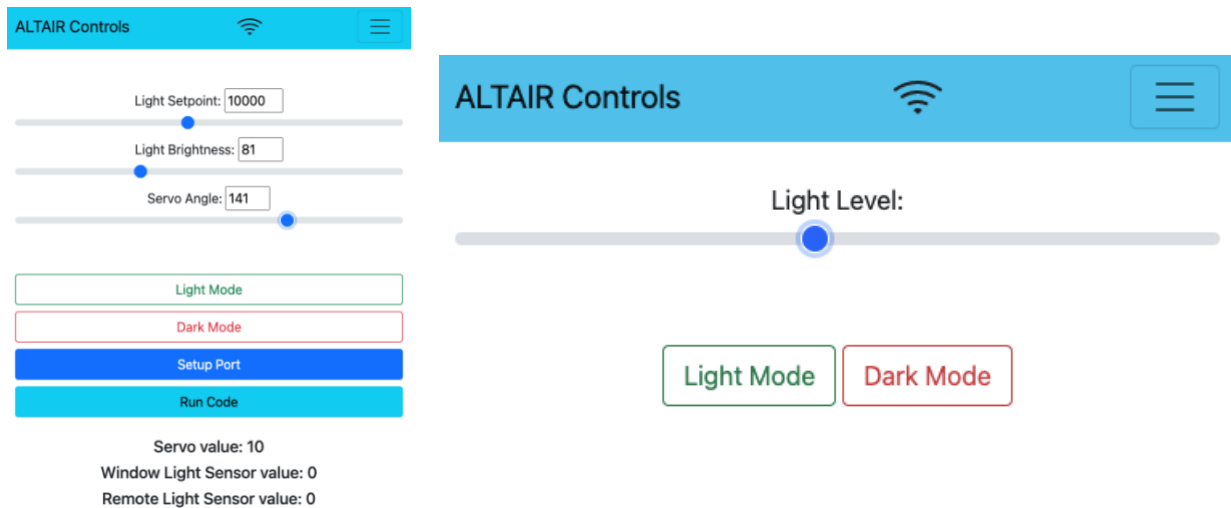 ALTAIR Controls
Light Setpoint: 10000
Light Brightness: 81
Servo Angle: 141
Light Mode
Dark Mode
Setup Port
Run Code
Servo value: 10
Window Light Sensor value: 0
Remote Light Sensor value: 0
ALTAIR Controls
Light Level:
Light Mode Dark Mode